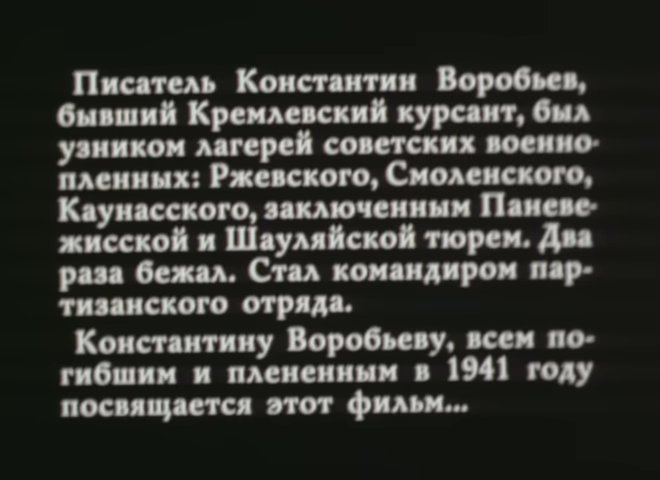 Писатель Константин Воробьев,
бывший Кремлевский курсант, был
узником лагерей советских военно-
пленных: Ржевского, Смоленского,
Каунасского, заключенным Паневе-
жисской и Шауляйской тюрем. Два
раза бежал. Стал командиром пар-
тизанского отряда.
Константину Воробьеву, всем по-
гибшим и плененным в 1941 году
посвящается этот фильм...